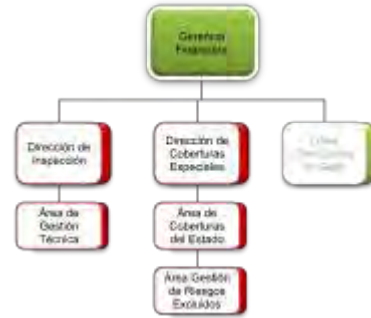 Gerencia
Financiera
Dirección de
Inspección
Dirección de
Coberturas
Especiales
Área de
Gestión
Técnica
Área de
Coberturas
del Estado
Área Gestión
de Riesgos
Excluidos